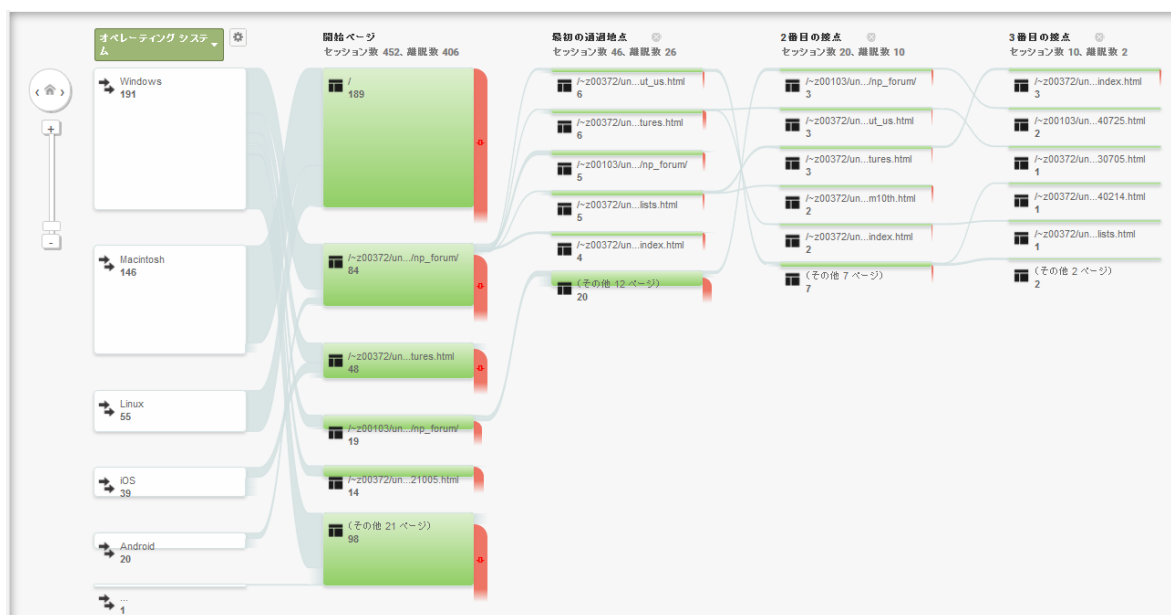 オペレーティング システム
開始ページ
セッション数 452、離脱数 406
最初の通過地点
セッション数 46、離脱数 26
2番目の接点
セッション数 20、離脱数 10
3番目の接点
セッション数 10、離脱数 2
Windows
191
Macintosh
146
Linux
55
iOS
39
Android
20
...
1
/
189
/~z00372/un.../np_forum/
84
/~z00372/un...tures.html
48
/~z00103/un.../np_forum/
19
/~z00372/un...21005.html
14
(その他 21 ページ)
98
/~z00372/un...ut_us.html
6
/~z00372/un...tures.html
6
/~z00103/un.../np_forum/
5
/~z00372/un...lists.html
5
/~z00372/un...index.html
4
(その他 12 ページ)
20
/~z00103/un.../np_forum/
3
/~z00372/un...ut_us.html
3
/~z00372/un...tures.html
3
/~z00372/un...m10th.html
2
/~z00372/un...index.html
2
(その他 7 ページ)
7
/~z00372/un...index.html
3
/~z00103/un...40725.html
2
/~z00372/un...30705.html
1
/~z00372/un...40214.html
1
/~z00372/un...lists.html
1
(その他 2 ページ)
2
+
-